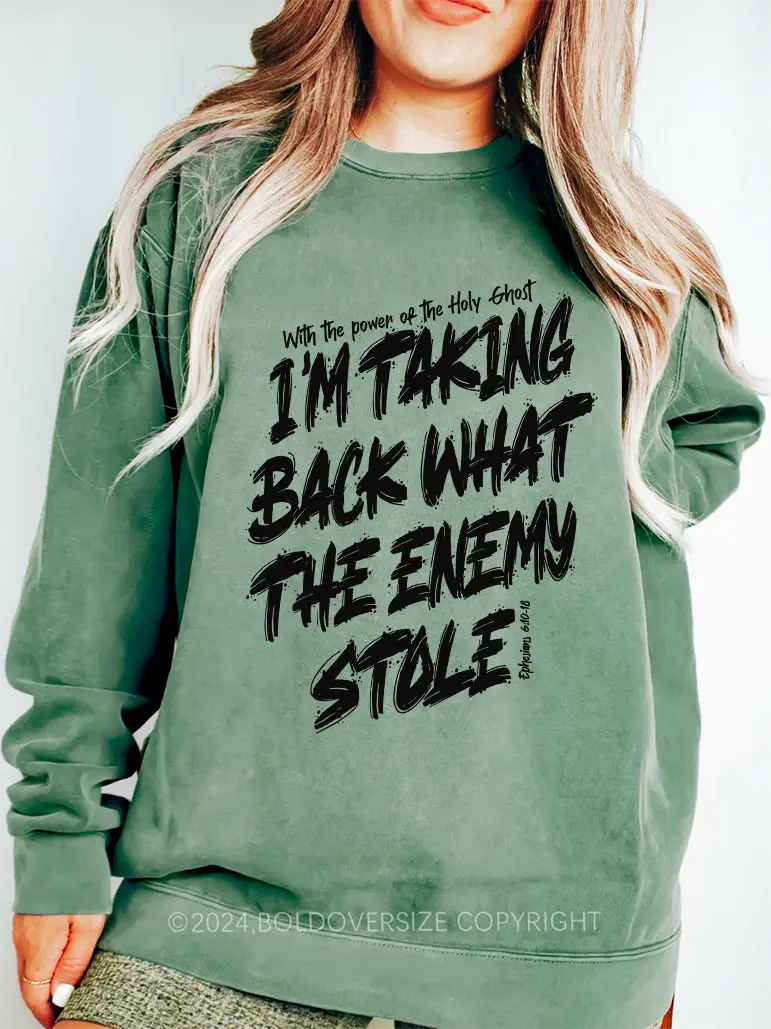 With the power of the Holy Ghost
I'M TAKING
BACK WHAT
THE ENEMY
STOLE
Ephesians 6:10-18
©2024,BOLDOVERSIZE COPYRIGHT